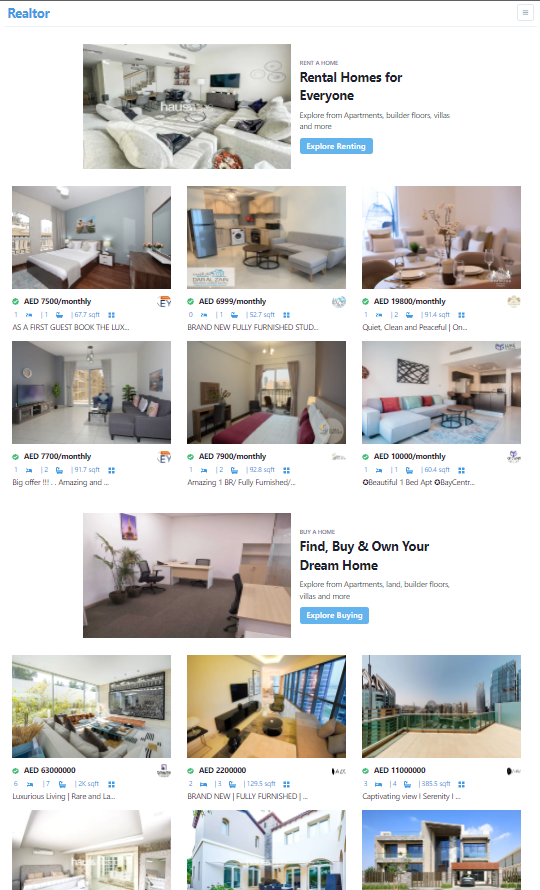 Realtor
RENT A HOME
Rental Homes for
Everyone
Explore from Apartments, builder floors, villas
and more
Explore Renting
AED 7500/monthly
1 | 1 | 67.7 sqft
AS A FIRST GUEST BOOK THE LUX...
AED 6999/monthly
0 | 1 | 52.7 sqft
BRAND NEW FULLY FURNISHED STUD...
AED 19800/monthly
1 | 2 | 91.4 sqft
Quiet, Clean and Peaceful | On...
AED 7700/monthly
1 | 2 | 91.7 sqft
Big offer !!! . . Amazing and ...
AED 7900/monthly
1 | 2 | 92.8 sqft
Amazing 1 BR/ Fully Furnished/...
AED 10000/monthly
1 | 1 | 60.4 sqft
✪Beautiful 1 Bed Apt ✪BayCentr...
BUY A HOME
Find, Buy & Own Your
Dream Home
Explore from Apartments, land, builder floors,
villas and more
Explore Buying
AED 63000000
6 | 7 | 2K sqft
Luxurious Living | Rare and La...
AED 2200000
2 | 3 | 129.5 sqft
BRAND NEW | FULLY FURNISHED | ...
AED 11000000
3 | 4 | 385.5 sqft
Captivating view I Serenity I ...